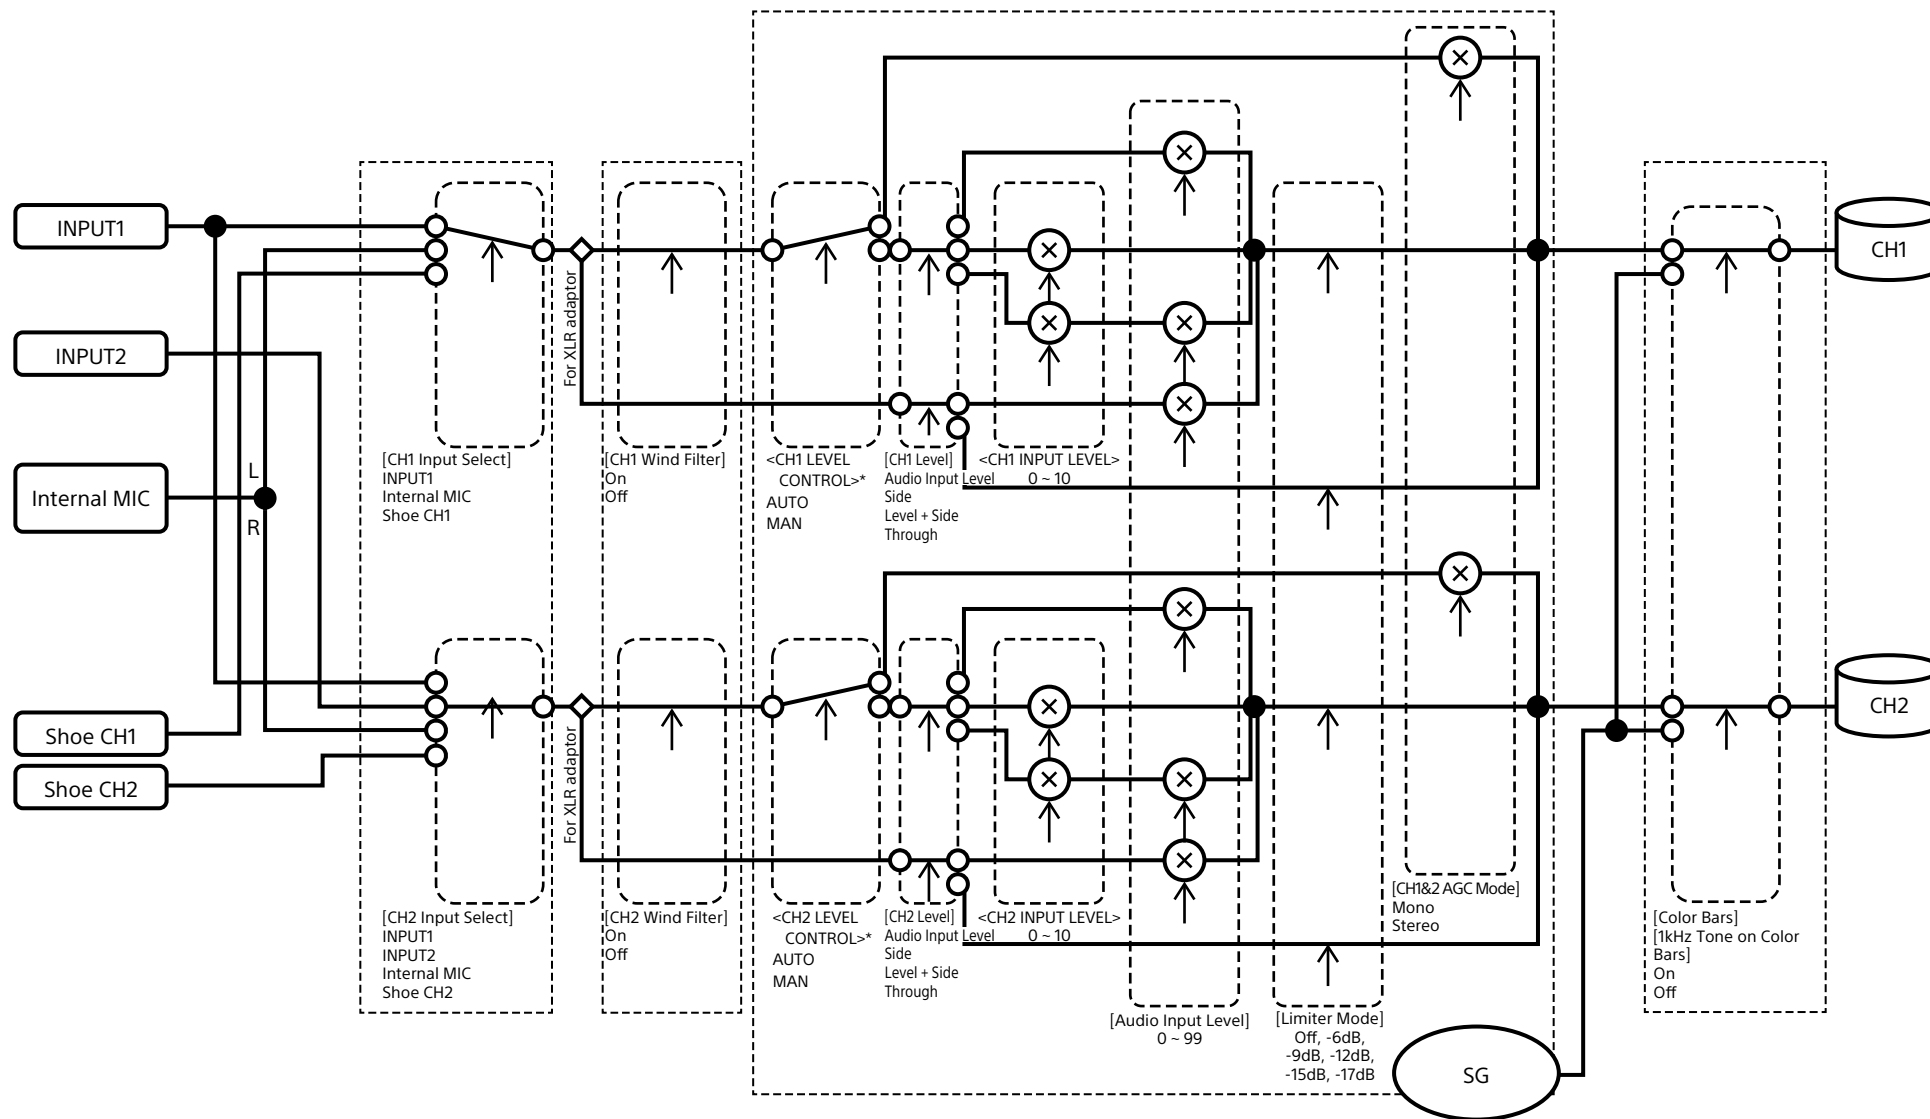 INPUT1
INPUT2
Internal MIC
L
R
Shoe CH1
Shoe CH2
[CH1 Input Select]
INPUT1
Internal MIC
Shoe CH1
For XLR adaptor
[CH1 Wind Filter]
On
Off
<CH1 LEVEL
CONTROL>*
AUTO
MAN
[CH1 Level]
Audio Input Level
Side
Level + Side
Through
<CH1 INPUT LEVEL>
0 ~ 10
CH1
[CH2 Input Select]
INPUT1
INPUT2
Internal MIC
Shoe CH2
For XLR adaptor
[CH2 Wind Filter]
On
Off
<CH2 LEVEL
CONTROL>*
AUTO
MAN
[CH2 Level]
Audio Input Level
Side
Level + Side
Through
<CH2 INPUT LEVEL>
0 ~ 10
[Audio Input Level]
0 ~ 99
[Limiter Mode]
Off, -6dB,
-9dB, -12dB,
-15dB, -17dB
[CH1&2 AGC Mode]
Mono
Stereo
SG
[Color Bars]
[1kHz Tone on Color
Bars]
On
Off
CH2